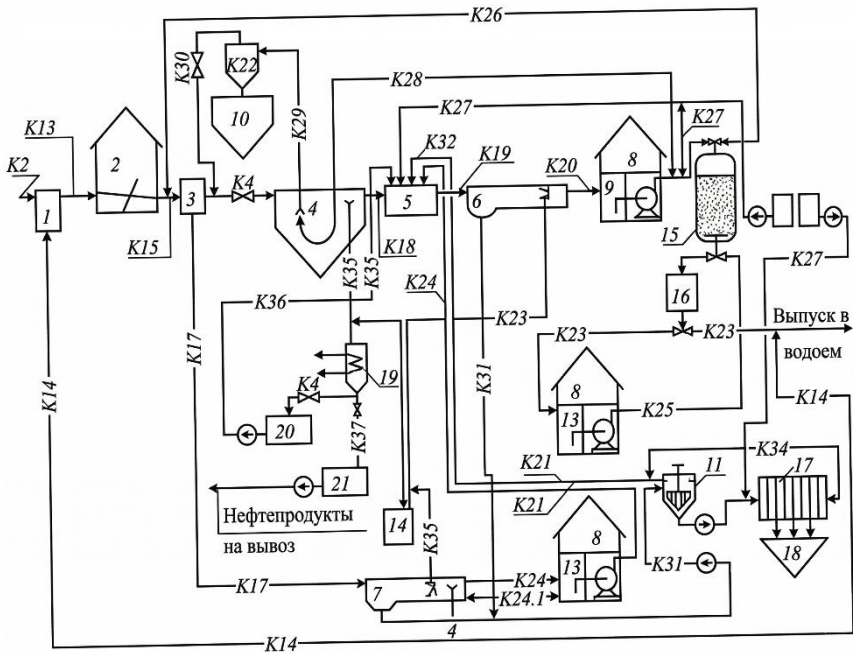 K26
K30
K22
K28
10
K29
K27
K27
K13
2
K32
K19
8
K2
K4
K20
9
1
3
4
5
6
15
K15
K18
K35
K35
K27
K24
16
K36
K23
K23
K23
Выпуск в
водоем
K17
K31
8
K14
K14
19
K4
13
K25
20
K37
K34
K21
11
17
21
K21
Нефтепродукты
на вывоз
14
K35
8
13
18
K31
K17
K24
7
K24.1
4
K14